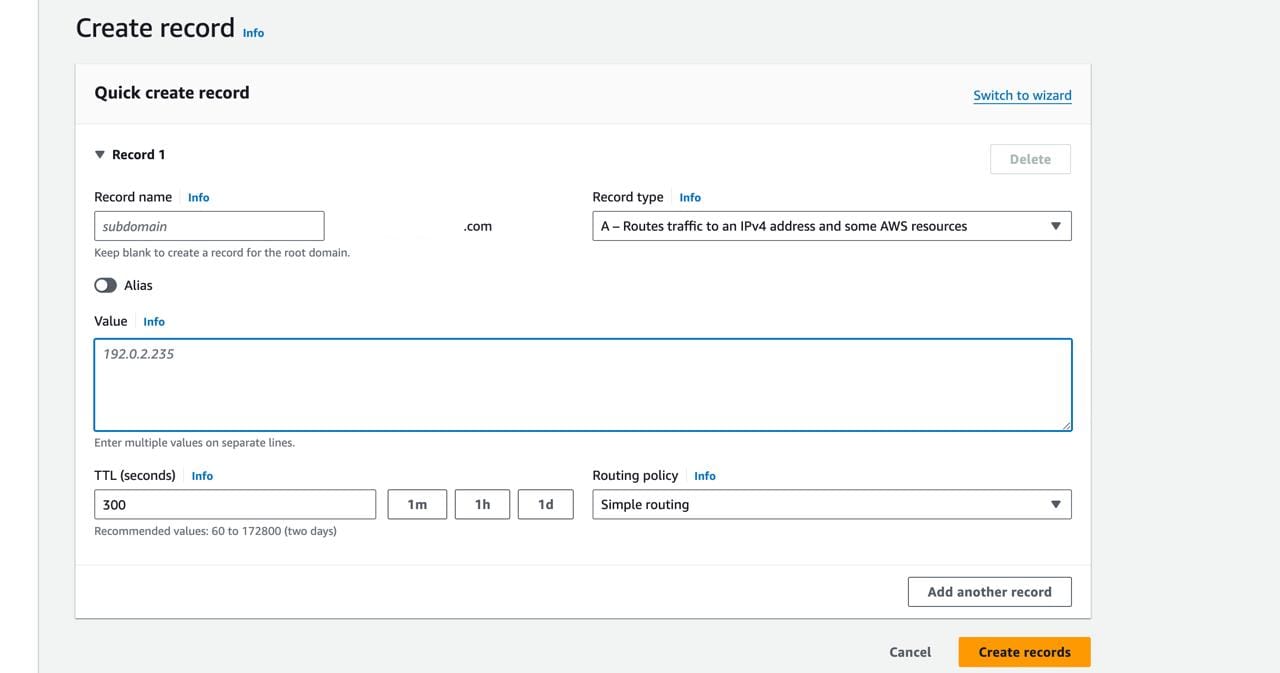 Create record Info
Quick create record
Switch to wizard
Record 1
Delete
Record name Info
Record type Info
subdomain
.com
A – Routes traffic to an IPv4 address and some AWS resources
Keep blank to create a record for the root domain.
Alias
Value Info
192.0.2.235
Enter multiple values on separate lines.
TTL (seconds) Info
Routing policy Info
300
1m
1h
1d
Simple routing
Recommended values: 60 to 172800 (two days)
Add another record
Cancel
Create records